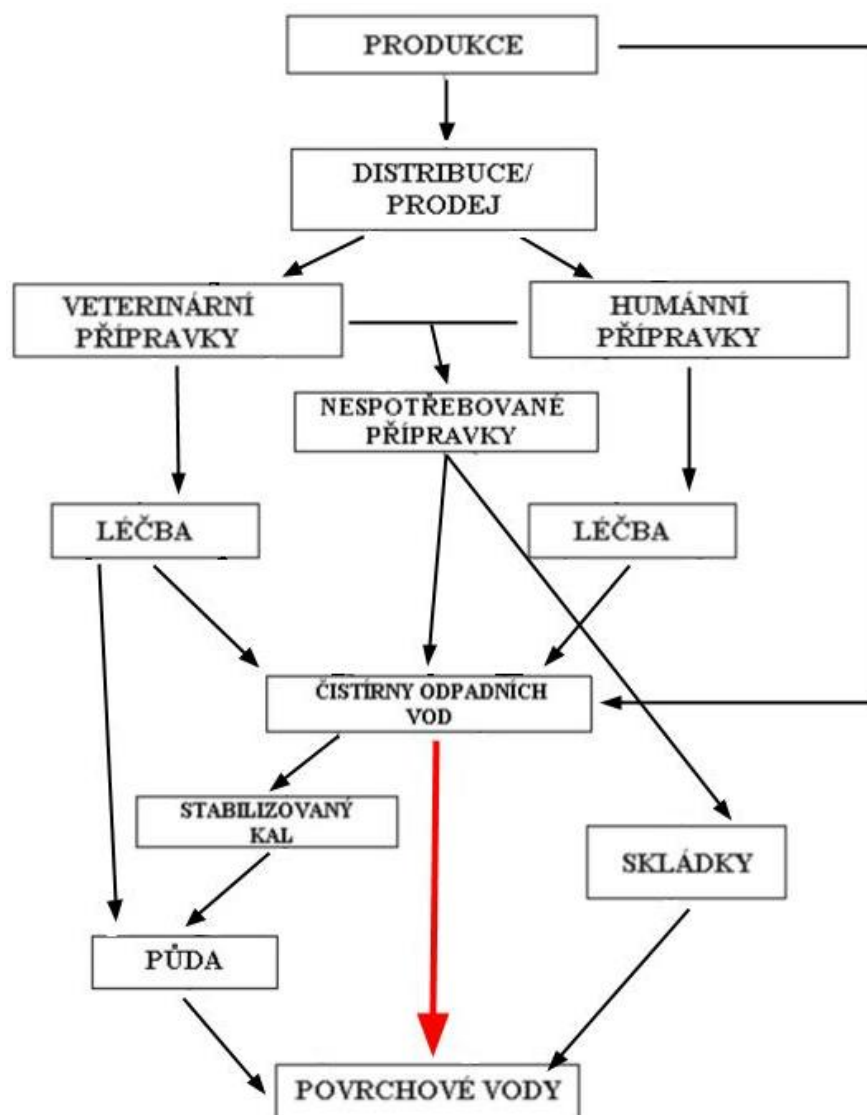 PRODUKCE
DISTRIBUCE/
PRODEJ
VETERINÁRNÍ
PŘÍPRAVKY
HUMÁNNÍ
PŘÍPRAVKY
NESPOTŘEBOVANÉ
PŘÍPRAVKY
LÉČBA
LÉČBA
ČISTÍRNY ODPADNÍCH
VOD
STABILIZOVANÝ
KAL
SKLÁDKY
PŮDA
POVRCHOVÉ VODY